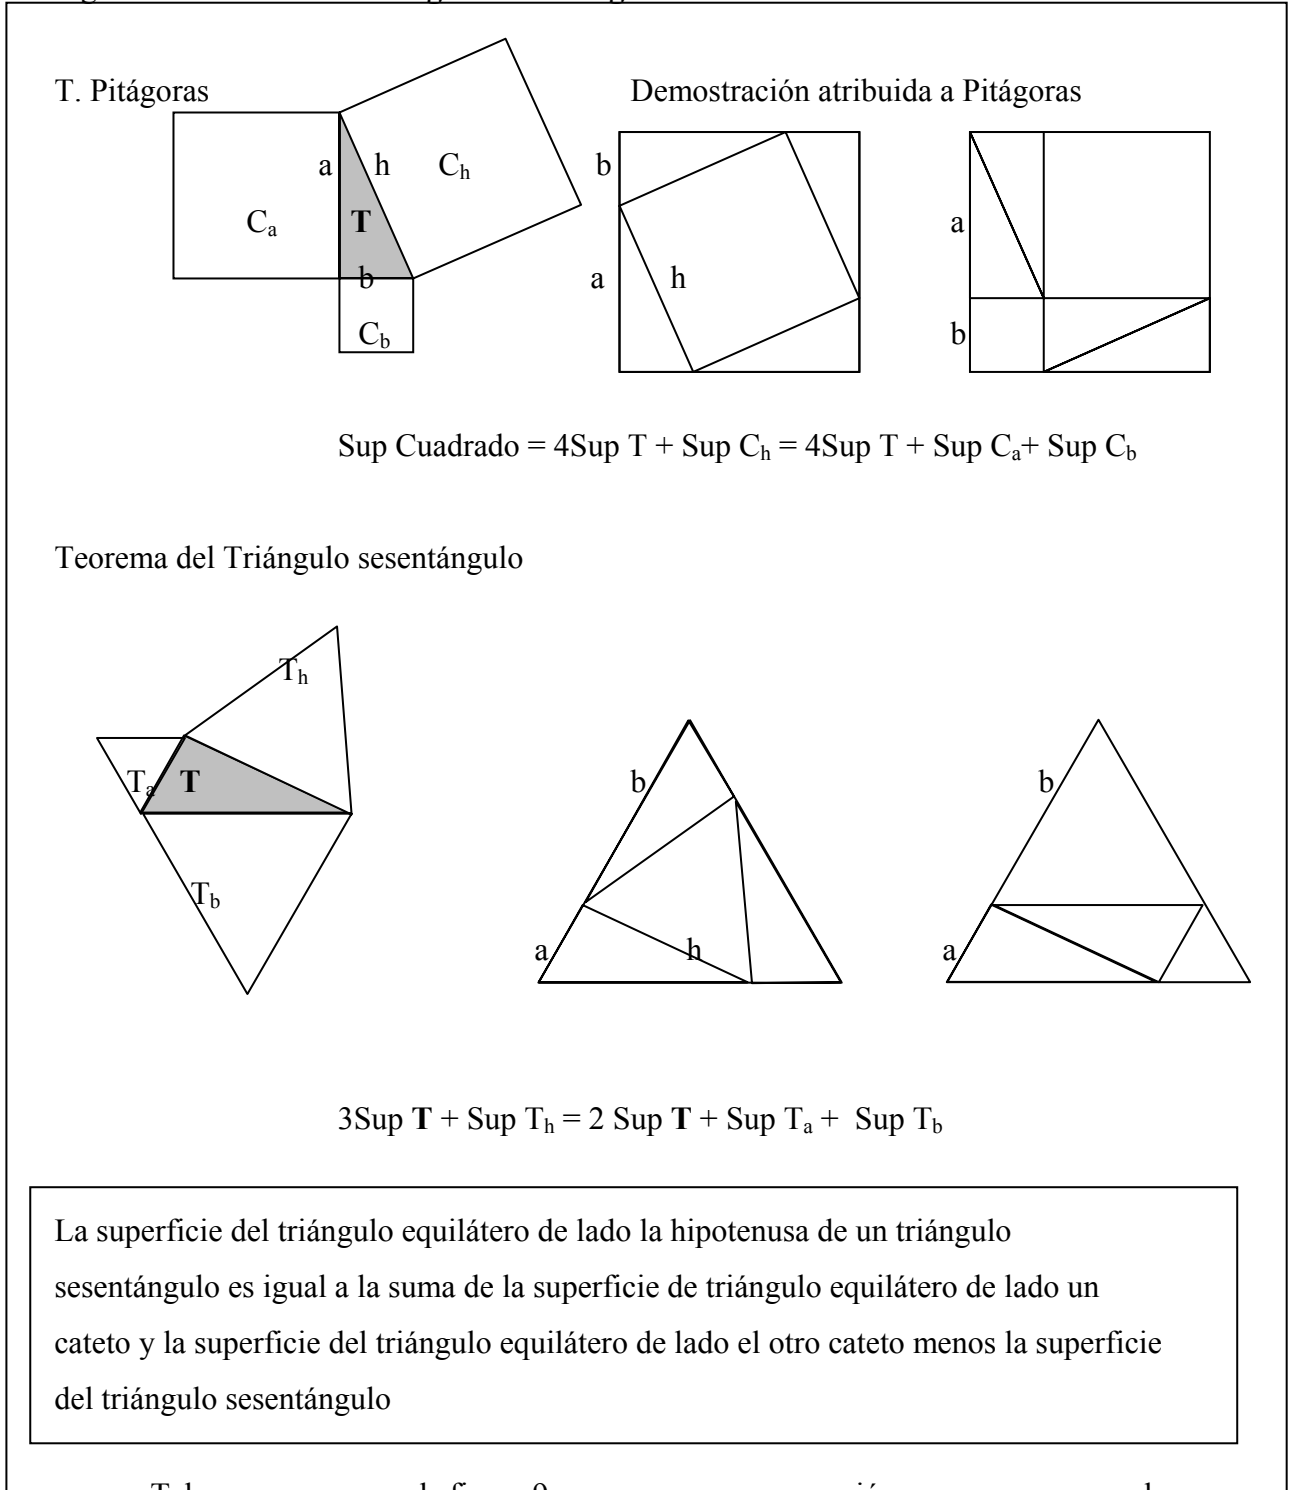 T. Pitágoras
Demostración atribuida a Pitágoras
a
h
C_h
C_a
T
b
C_b
b
a
h
a
b
Sup Cuadrado = 4Sup T + Sup C_h = 4Sup T + Sup C_a+ Sup C_b
Teorema del Triángulo sesentángulo
T_h
T_a
T
T_b
b
a
h
b
a
3Sup T + Sup T_h = 2 Sup T + Sup T_a + Sup T_b
La superficie del triángulo equilátero de lado la hipotenusa de un triángulo
sesentángulo es igual a la suma de la superficie de triángulo equilátero de lado un
cateto y la superficie del triángulo equilátero de lado el otro cateto menos la superficie
del triángulo sesentángulo